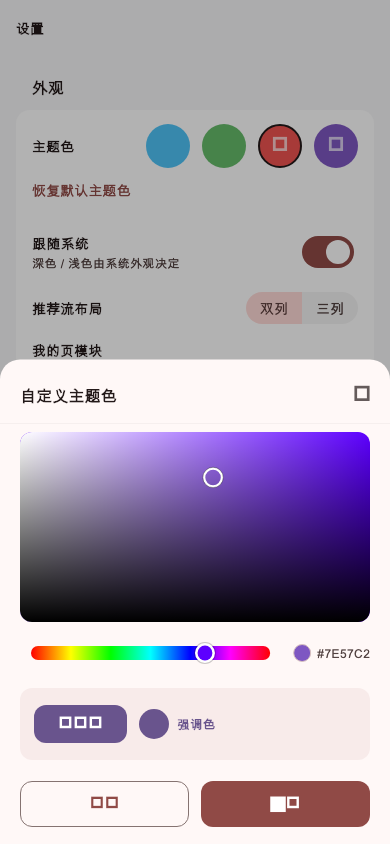 设置
外观
主题色
恢复默认主题色
跟随系统
深色 / 浅色由系统外观决定
推荐流布局
双列
三列
我的页模块
自定义主题色
#7E57C2
强调色